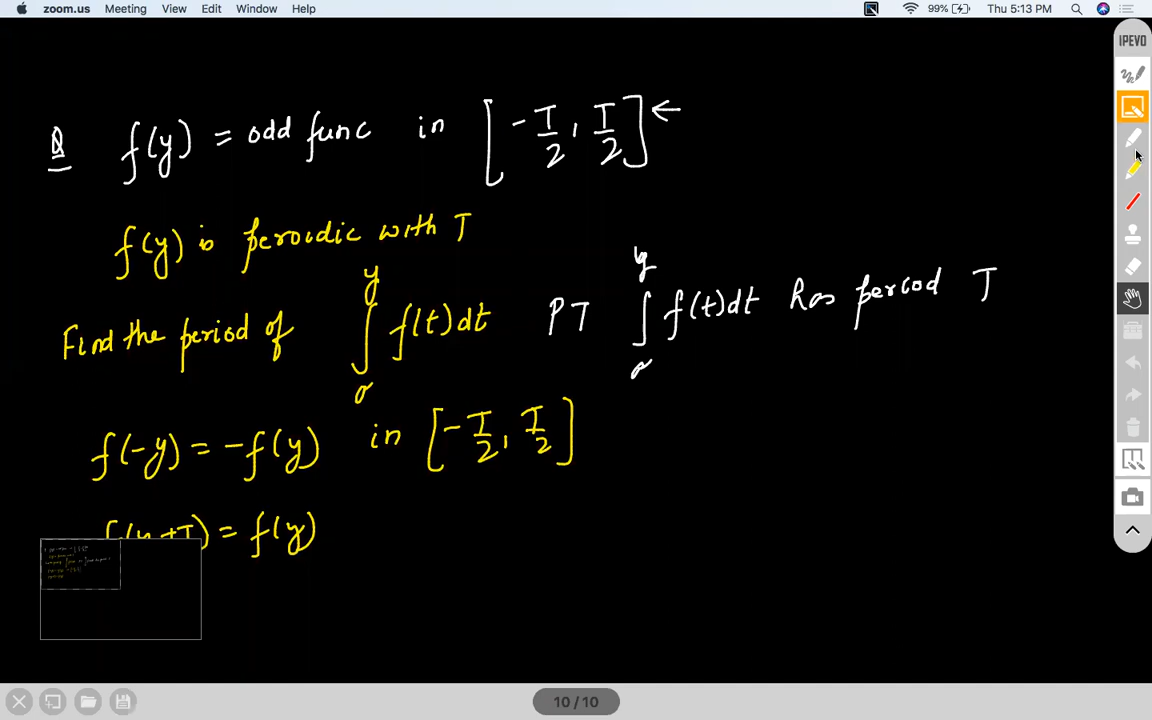 zoom.us Meeting View Edit Window Help 99% Thu 5:13 PM
IPEVO
Q f(y) = odd func in [-T/2, T/2] ←
f(y) is peroidic with T
Find the period of ∫₀^y f(t)dt PT ∫₀^y f(t)dt has period T
f(-y) = -f(y) in [-T/2, T/2]
f(y+T) = f(y)
10 / 10